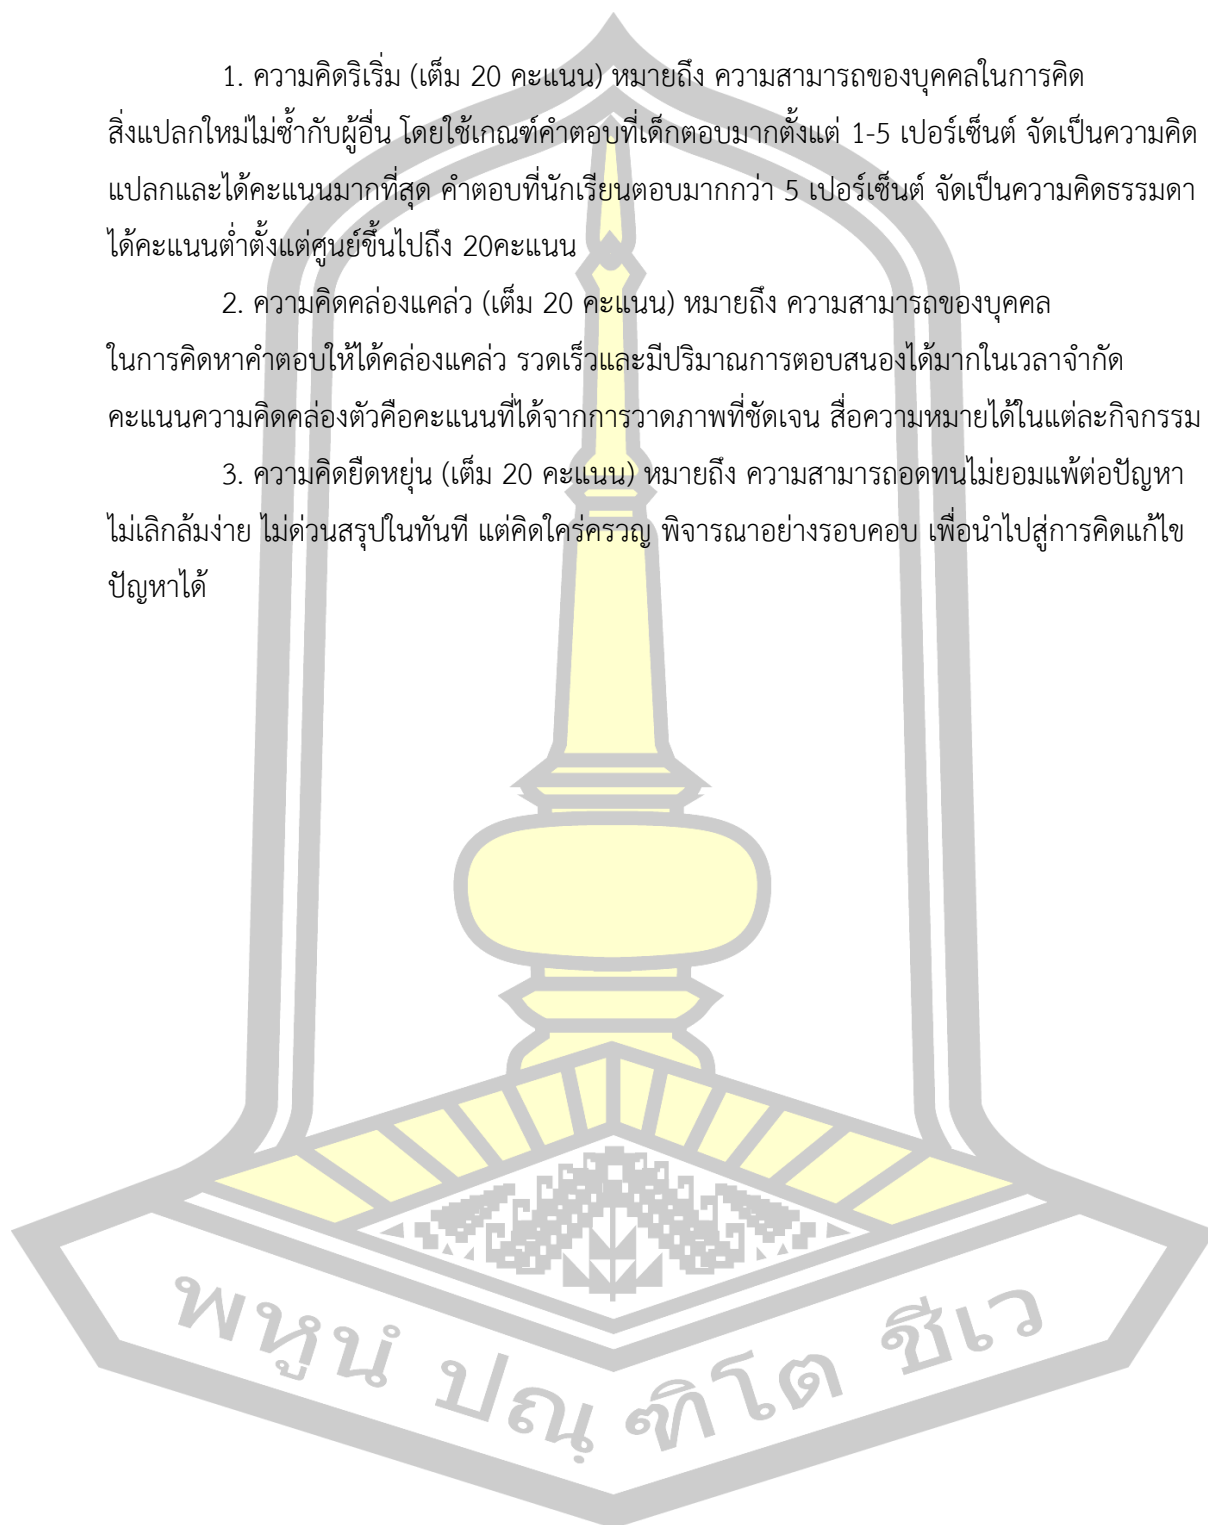 1. ความคิดริเริ่ม (เต็ม 20 คะแนน) หมายถึง ความสามารถของบุคคลในการคิด
สิ่งแปลกใหม่ไม่ซ้ำกับผู้อื่น โดยใช้เกณฑ์คำตอบที่เด็กตอบมากตั้งแต่ 1-5 เปอร์เซ็นต์ จัดเป็นความคิด
แปลกและได้คะแนนมากที่สุด คำตอบที่นักเรียนตอบมากกว่า 5 เปอร์เซ็นต์ จัดเป็นความคิดธรรมดา
ได้คะแนนต่ำตั้งแต่ศูนย์ขึ้นไปถึง 20คะแนน
2. ความคิดคล่องแคล่ว (เต็ม 20 คะแนน) หมายถึง ความสามารถของบุคคล
ในการคิดหาคำตอบให้ได้คล่องแคล่ว รวดเร็วและมีปริมาณการตอบสนองได้มากในเวลาจำกัด
คะแนนความคิดคล่องตัวคือคะแนนที่ได้จากการวาดภาพที่ชัดเจน สื่อความหมายได้ในแต่ละกิจกรรม
3. ความคิดยืดหยุ่น (เต็ม 20 คะแนน) หมายถึง ความสามารถอดทนไม่ยอมแพ้ต่อปัญหา
ไม่เลิกล้มง่าย ไม่ด่วนสรุปในทันที แต่คิดใคร่ครวญ พิจารณาอย่างรอบคอบ เพื่อนำไปสู่การคิดแก้ไข
ปัญหาได้
พหูนํ ปณฺ ฑิโต ชีเว